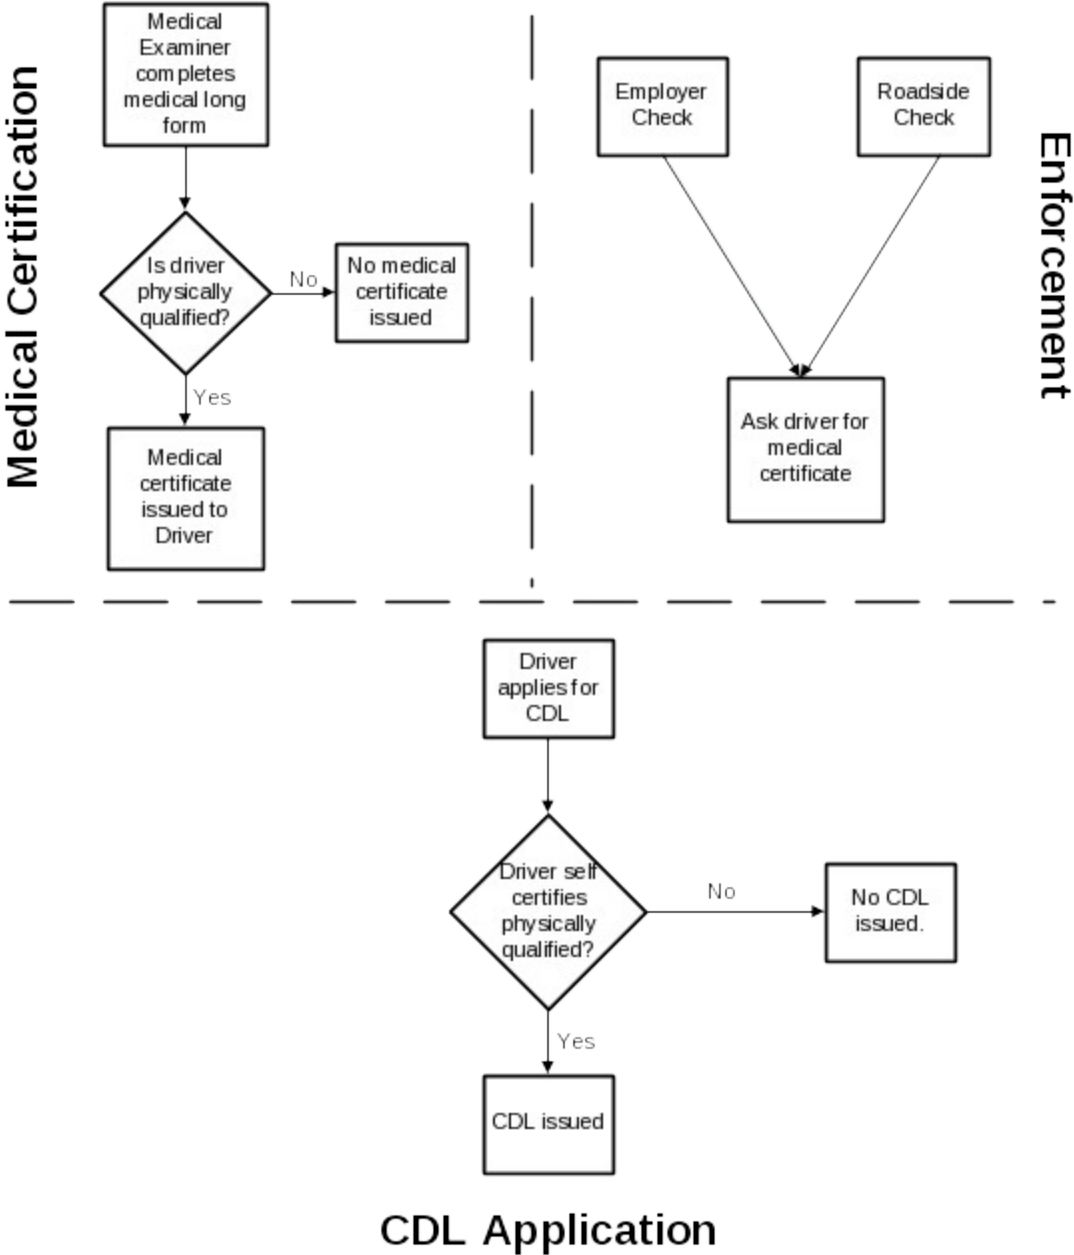 Medical Certification
Medical
Examiner
completes
medical long
form
Is driver
physically
qualified?
No
No medical
certificate
issued
Yes
Medical
certificate
issued to
Driver
Enforcement
Employer
Check
Roadside
Check
Ask driver for
medical
certificate
Driver
applies for
CDL
Driver self
certifies
physically
qualified?
No
No CDL
issued.
Yes
CDL issued
CDL Application